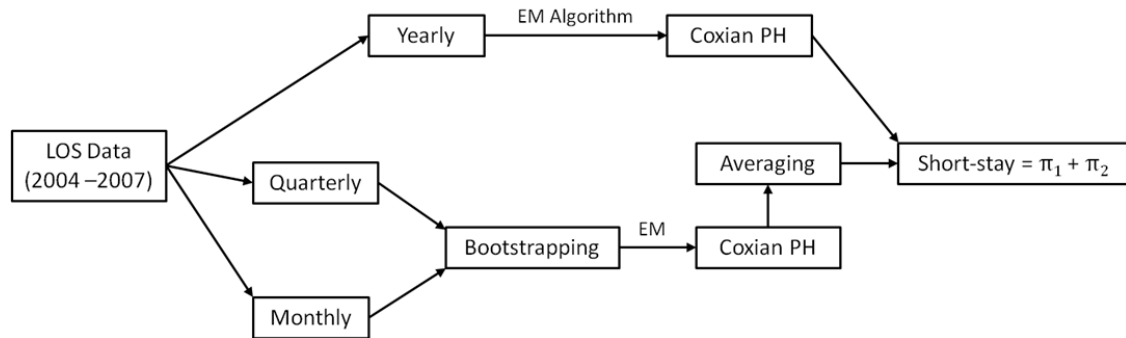 EM Algorithm
Yearly
Coxian PH
LOS Data
(2004 –2007)
Quarterly
Averaging
Short-stay = π₁ + π₂
Bootstrapping
EM
Coxian PH
Monthly